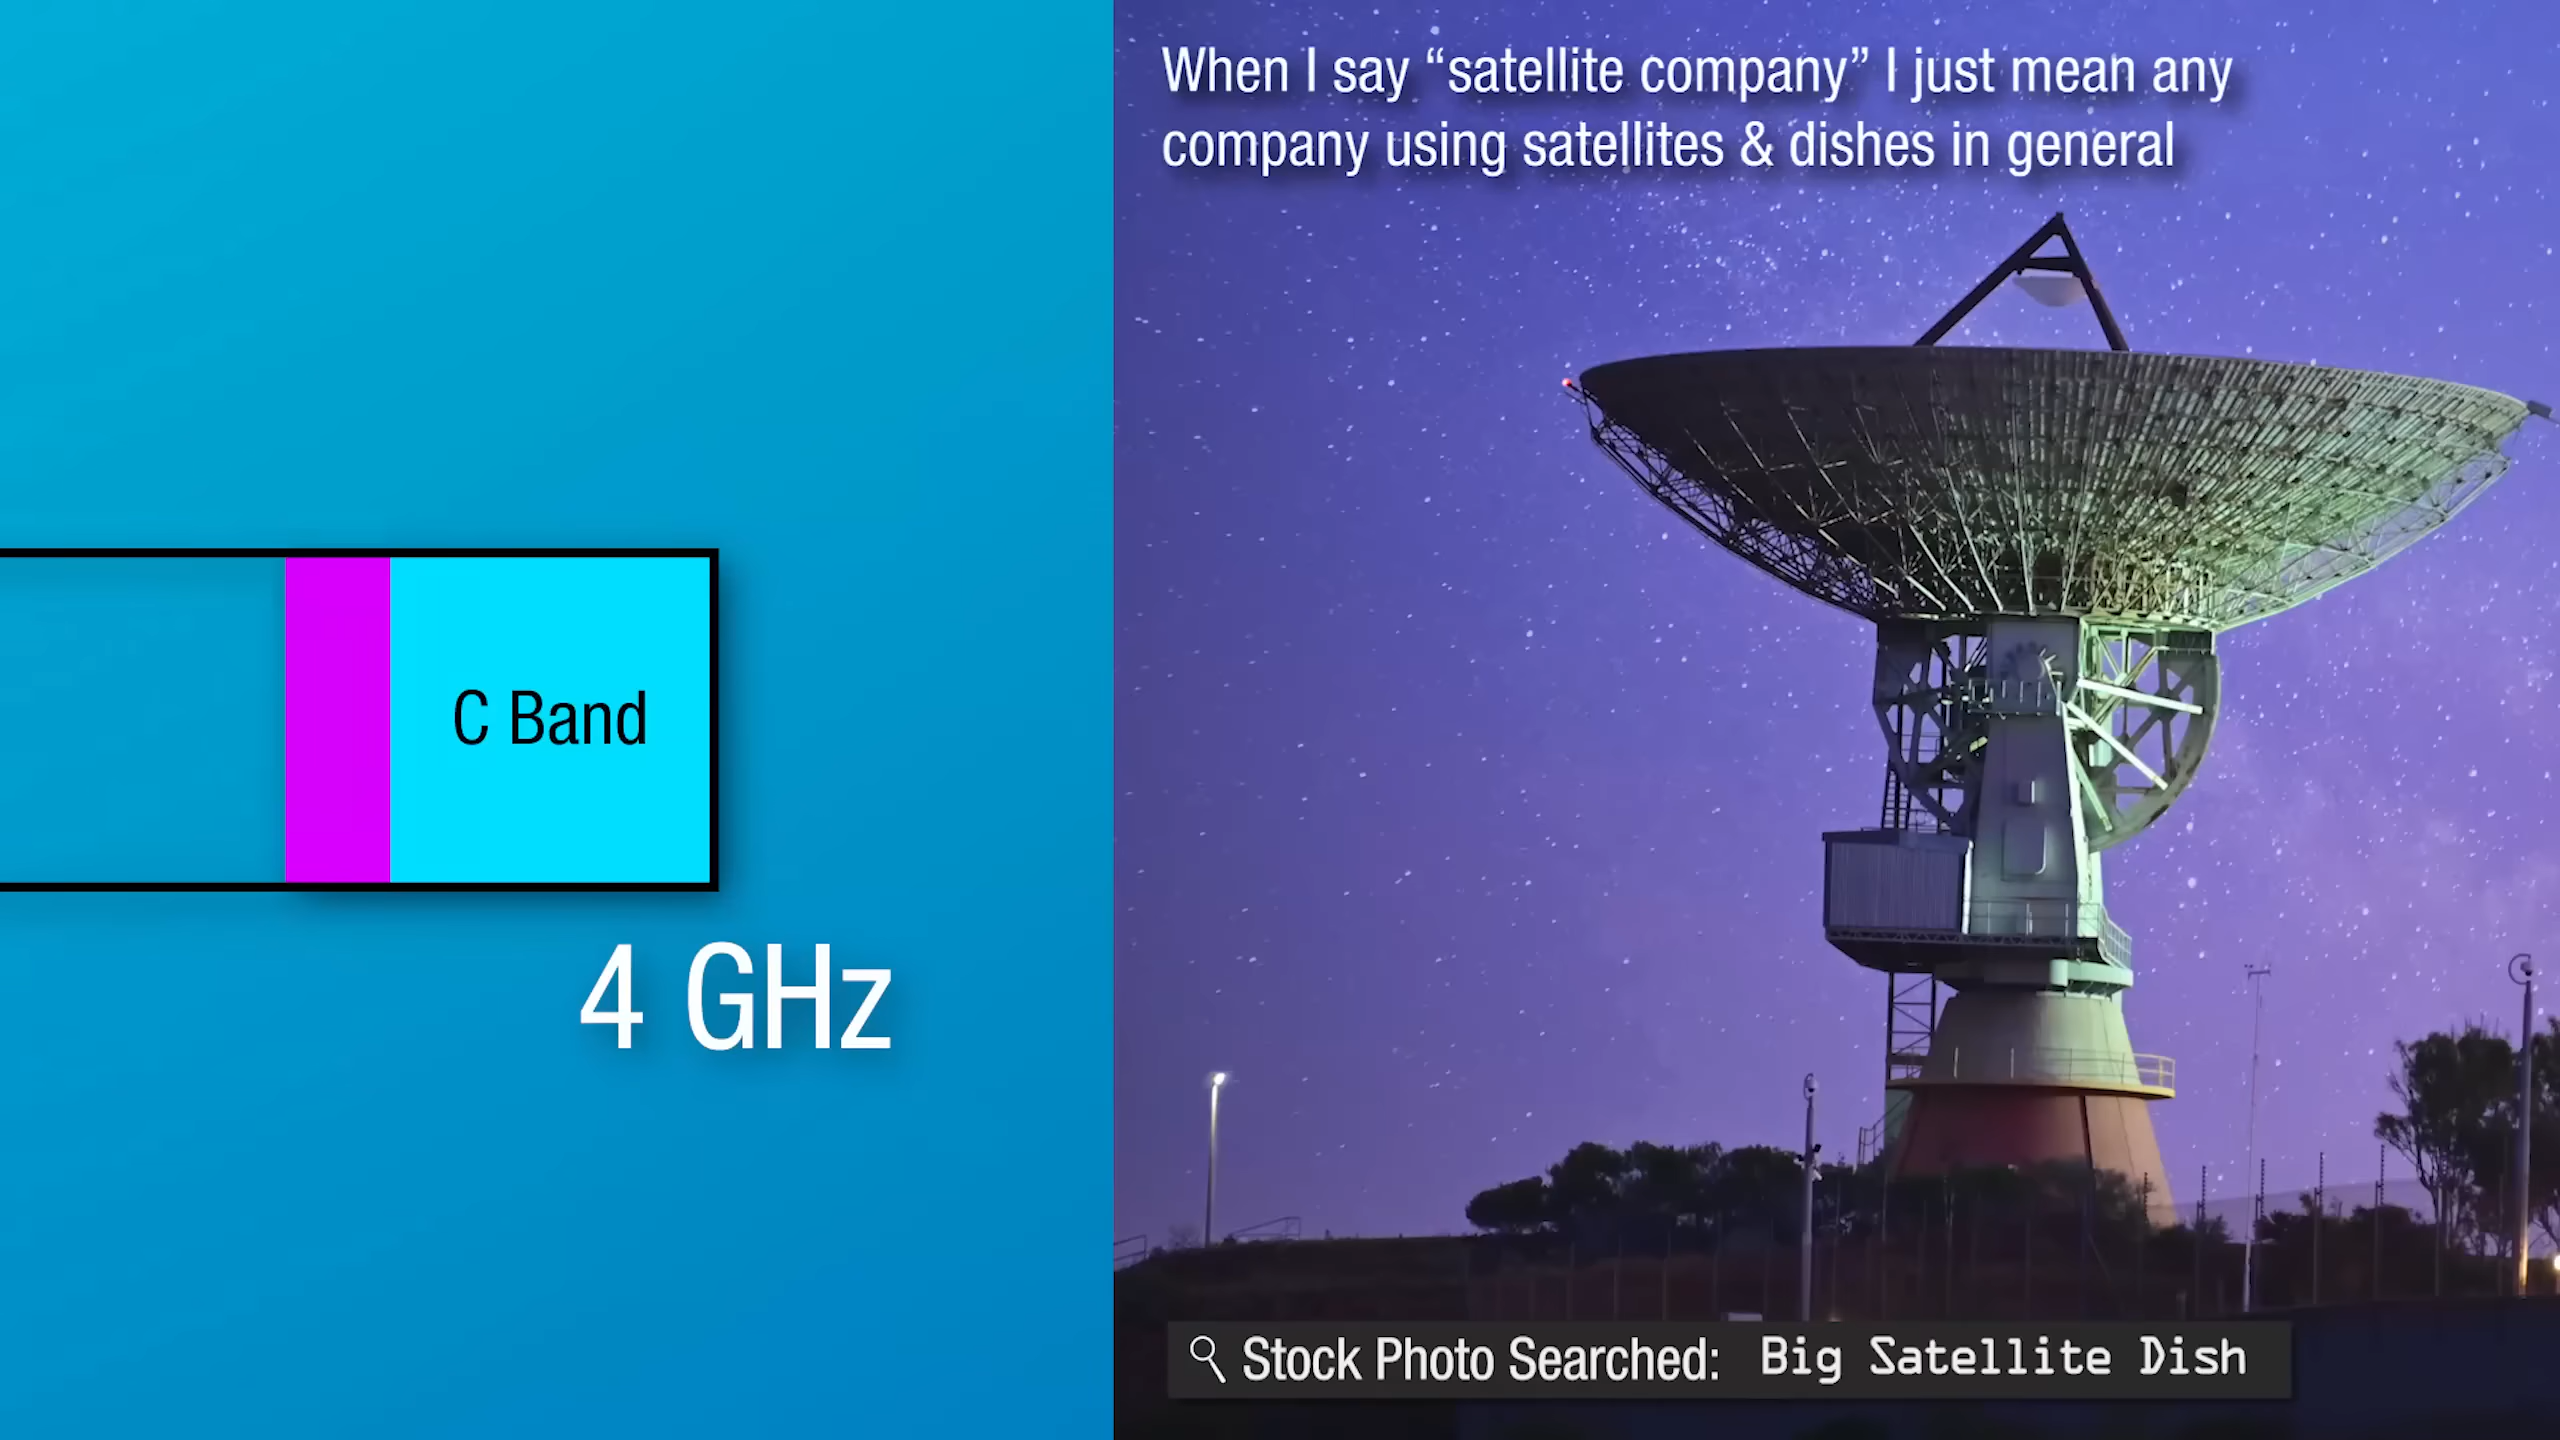 When I say “satellite company” I just mean any
company using satellites & dishes in general
C Band
4 GHz
Stock Photo Searched: Big Satellite Dish